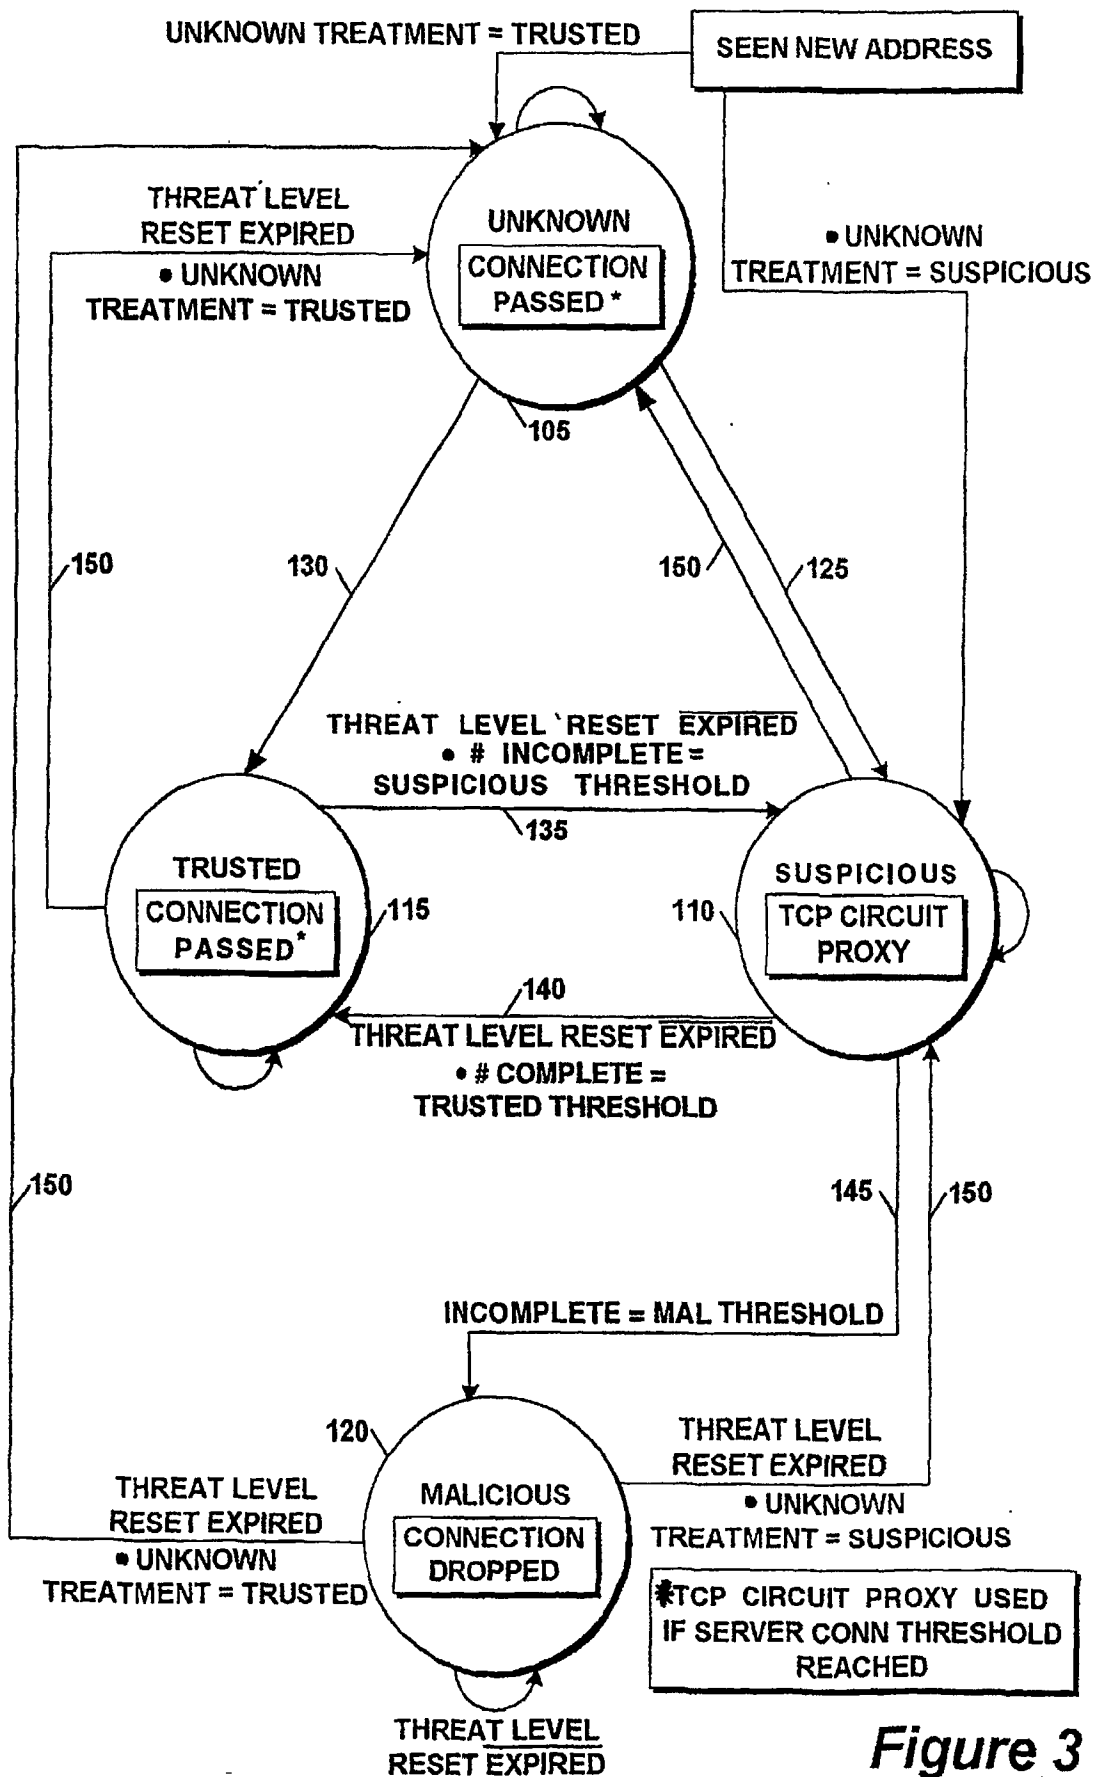 UNKNOWN TREATMENT = TRUSTED
SEEN NEW ADDRESS
THREAT LEVEL
RESET EXPIRED
• UNKNOWN
TREATMENT = TRUSTED
UNKNOWN
CONNECTION
PASSED *
• UNKNOWN
TREATMENT = SUSPICIOUS
105
150
130
150
125
THREAT LEVEL RESET EXPIRED
• # INCOMPLETE =
SUSPICIOUS THRESHOLD
135
TRUSTED
CONNECTION
PASSED *
115
110
SUSPICIOUS
TCP CIRCUIT
PROXY
140
THREAT LEVEL RESET EXPIRED
• # COMPLETE =
TRUSTED THRESHOLD
150
145
150
INCOMPLETE = MAL THRESHOLD
120
THREAT LEVEL
RESET EXPIRED
• UNKNOWN
TREATMENT = TRUSTED
MALICIOUS
CONNECTION
DROPPED
THREAT LEVEL
RESET EXPIRED
• UNKNOWN
TREATMENT = SUSPICIOUS
*TCP CIRCUIT PROXY USED
IF SERVER CONN THRESHOLD
REACHED
THREAT LEVEL
RESET EXPIRED
Figure 3